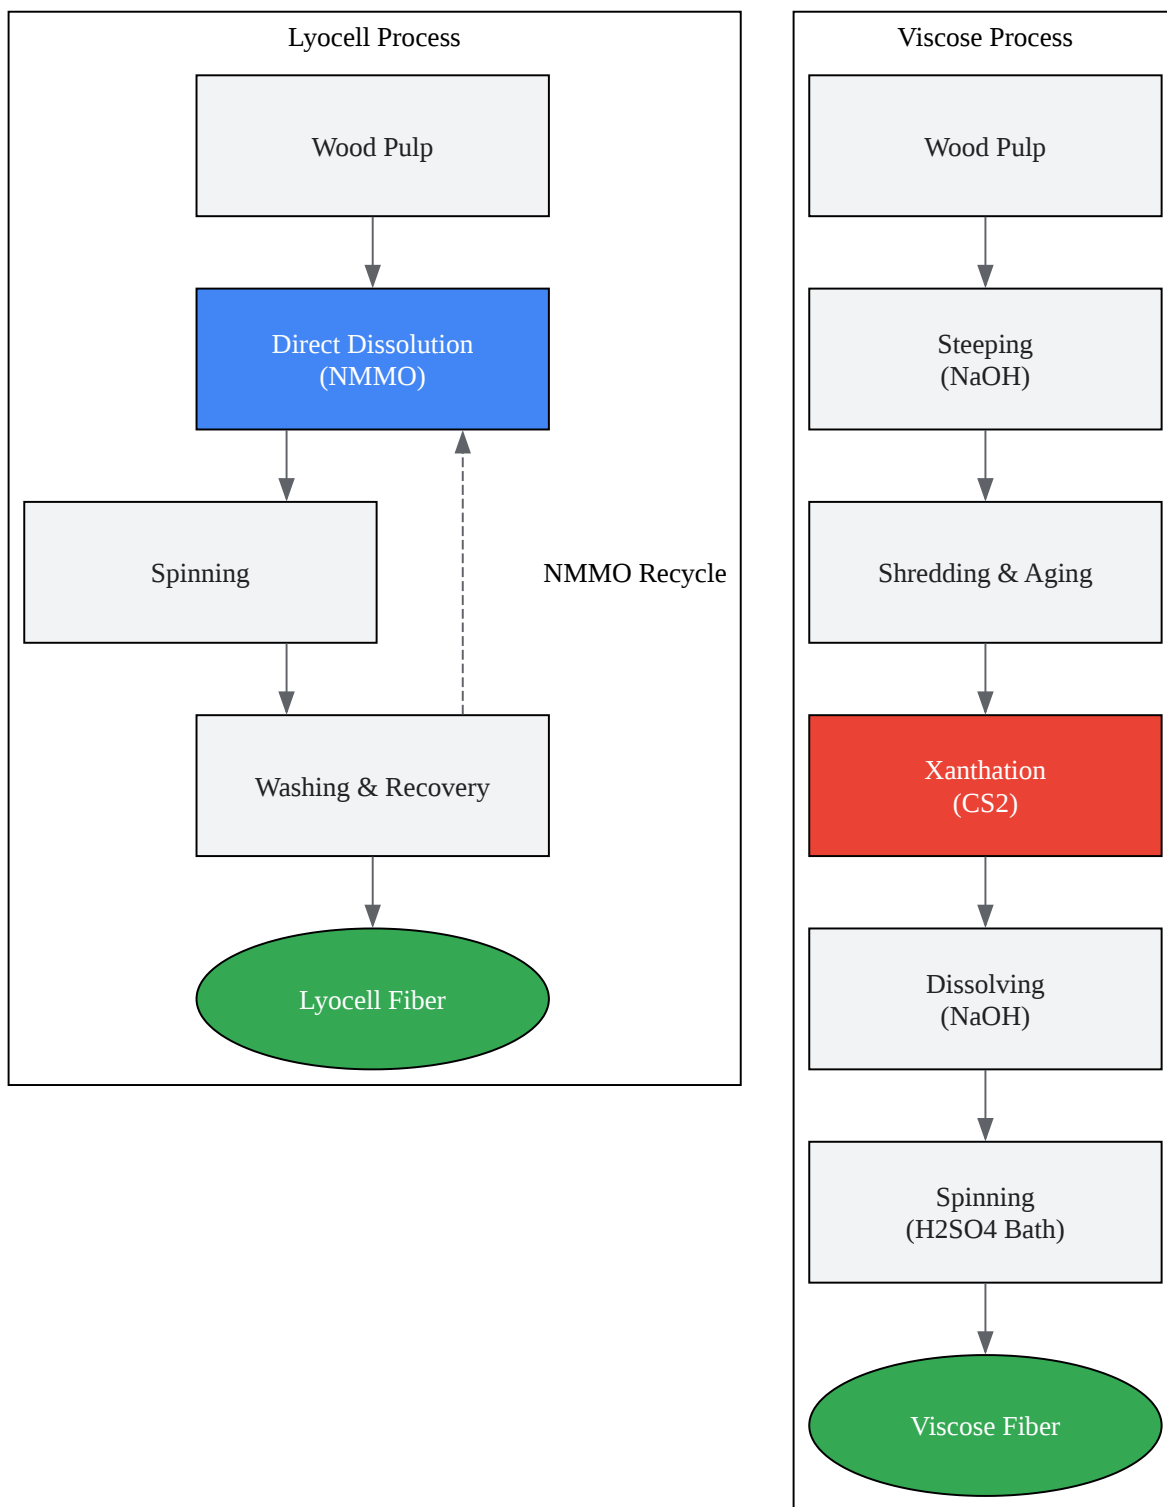 Lyocell Process
Wood Pulp
Direct Dissolution
(NMMO)
Spinning
NMMO Recycle
Washing & Recovery
Lyocell Fiber
Viscose Process
Wood Pulp
Steeping
(NaOH)
Shredding & Aging
Xanthation
(CS2)
Dissolving
(NaOH)
Spinning
(H2SO4 Bath)
Viscose Fiber